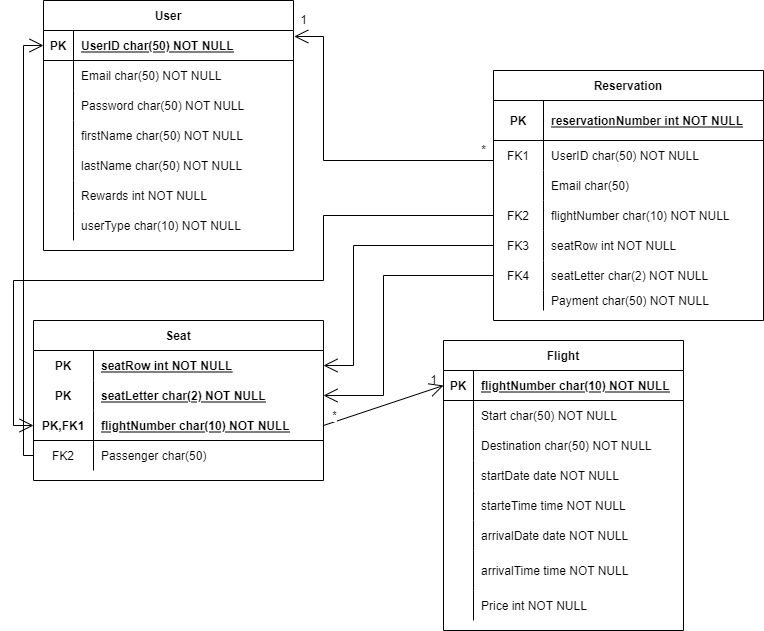 User
PK UserID char(50) NOT NULL
Email char(50) NOT NULL
Password char(50) NOT NULL
firstName char(50) NOT NULL
lastName char(50) NOT NULL
Rewards int NOT NULL
userType char(10) NOT NULL
1
*
Reservation
PK reservationNumber int NOT NULL
FK1 UserID char(50) NOT NULL
Email char(50)
FK2 flightNumber char(10) NOT NULL
FK3 seatRow int NOT NULL
FK4 seatLetter char(2) NOT NULL
Payment char(50) NOT NULL
Seat
PK seatRow int NOT NULL
PK seatLetter char(2) NOT NULL
PK,FK1 flightNumber char(10) NOT NULL
FK2 Passenger char(50)
*
1
Flight
PK flightNumber char(10) NOT NULL
Start char(50) NOT NULL
Destination char(50) NOT NULL
startDate date NOT NULL
starteTime time NOT NULL
arrivalDate date NOT NULL
arrivalTime time NOT NULL
Price int NOT NULL